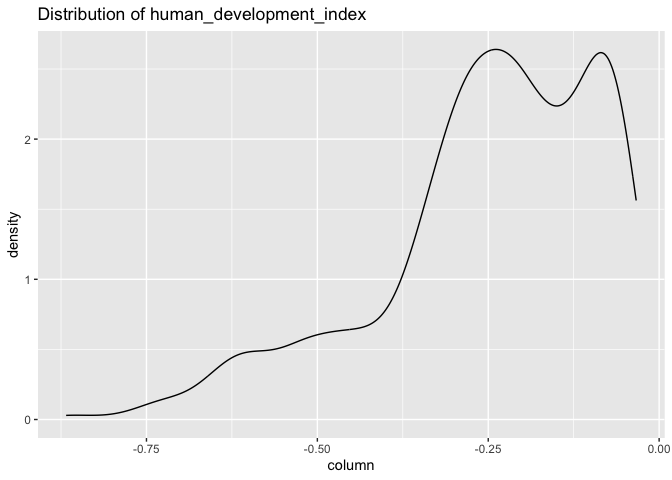 Distribution of human_development_index
density
2
1
0
-0.75
-0.50
-0.25
0.00
column